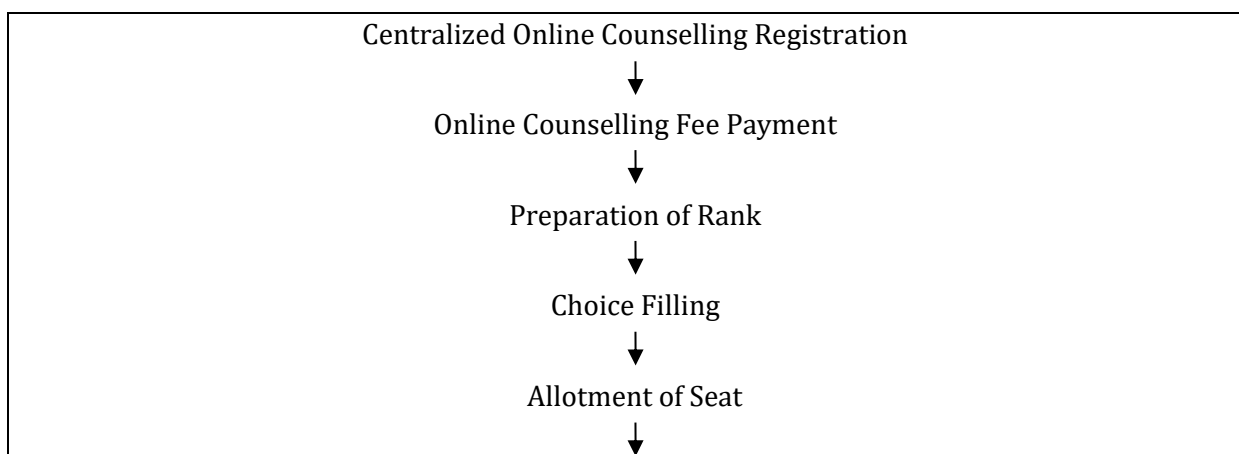 Centralized Online Counselling Registration
Online Counselling Fee Payment
Preparation of Rank
Choice Filling
Allotment of Seat